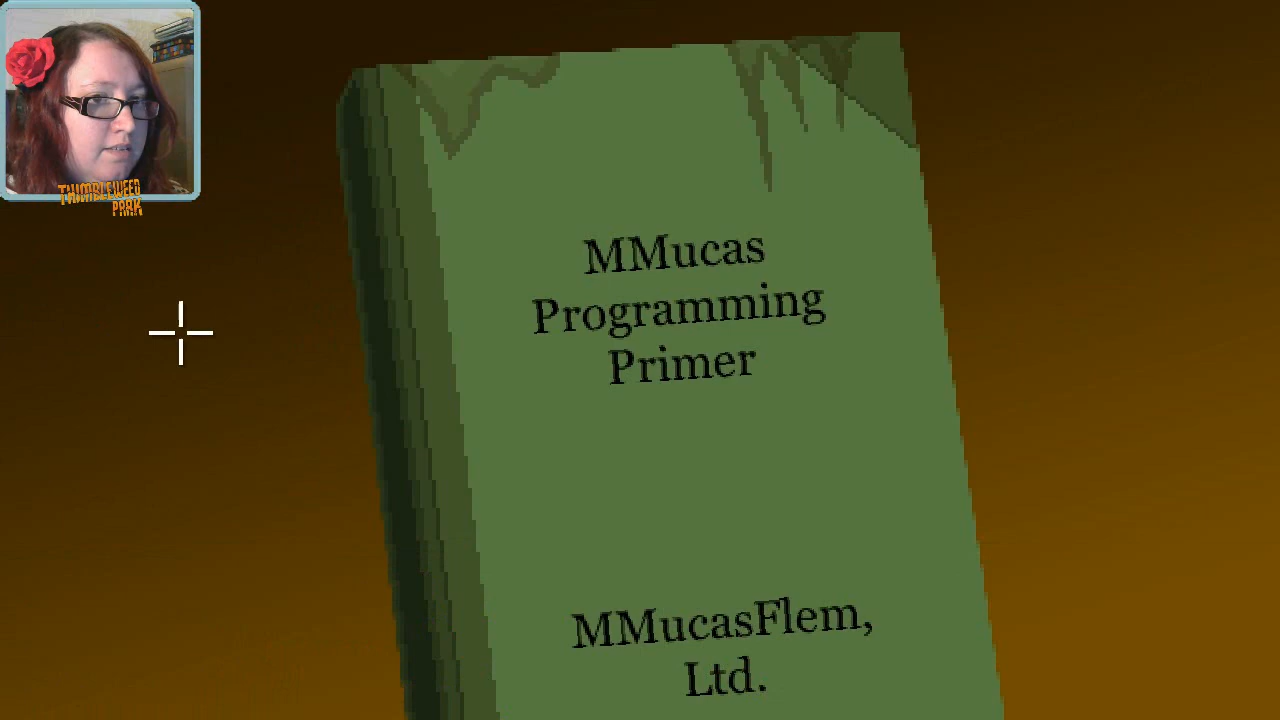 THIMBLEWEED
PARK
MMucas
Programming
Primer
MMucasFlem,
Ltd.